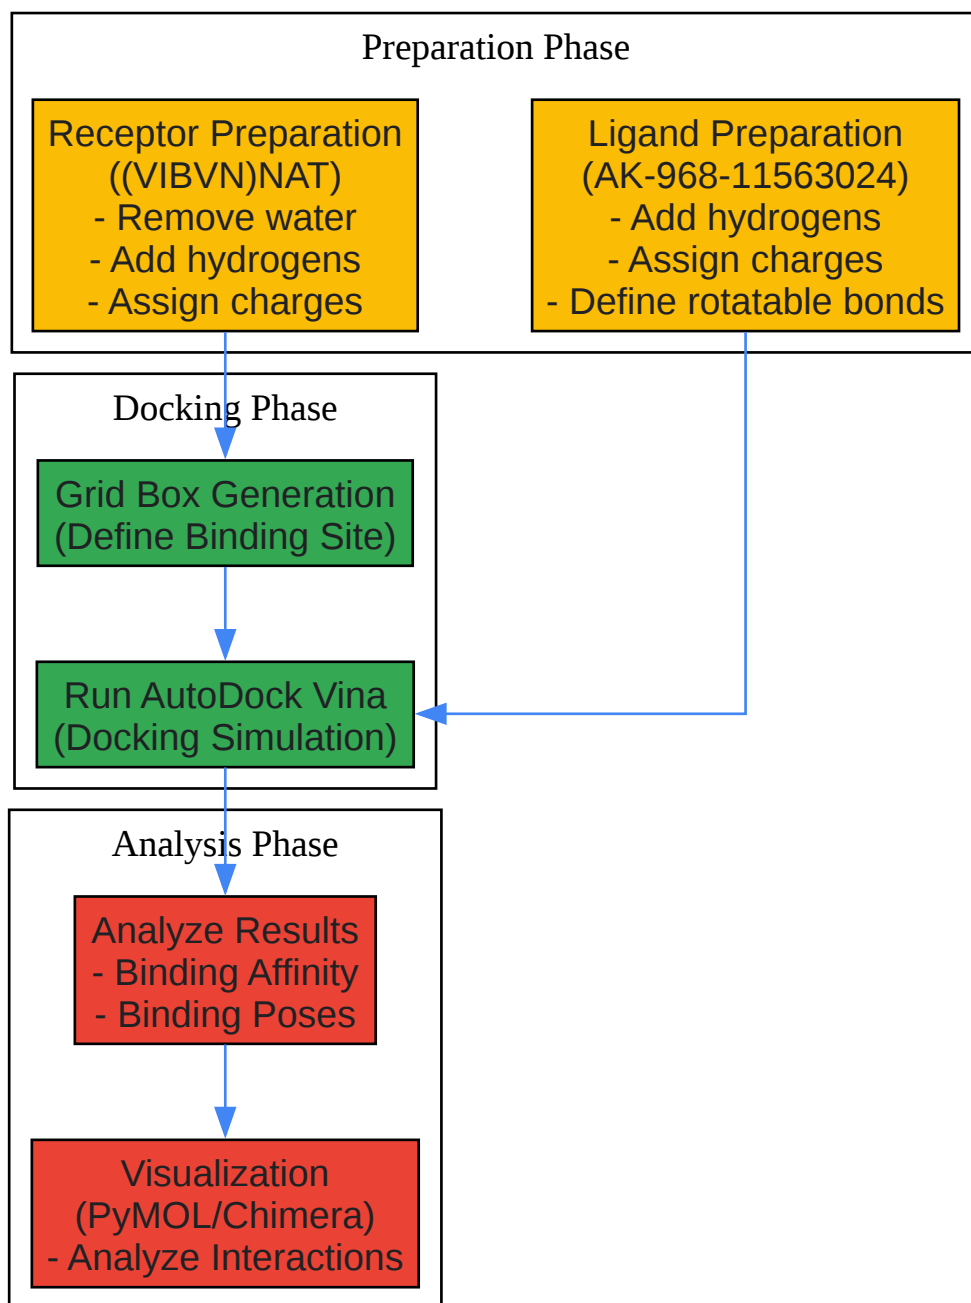 Preparation Phase
Receptor Preparation
((VIBVN)NAT)
- Remove water
- Add hydrogens
- Assign charges
Ligand Preparation
(AK-968-11563024)
- Add hydrogens
- Assign charges
- Define rotatable bonds
Docking Phase
Grid Box Generation
(Define Binding Site)
Run AutoDock Vina
(Docking Simulation)
Analysis Phase
Analyze Results
- Binding Affinity
- Binding Poses
Visualization
(PyMOL/Chimera)
- Analyze Interactions